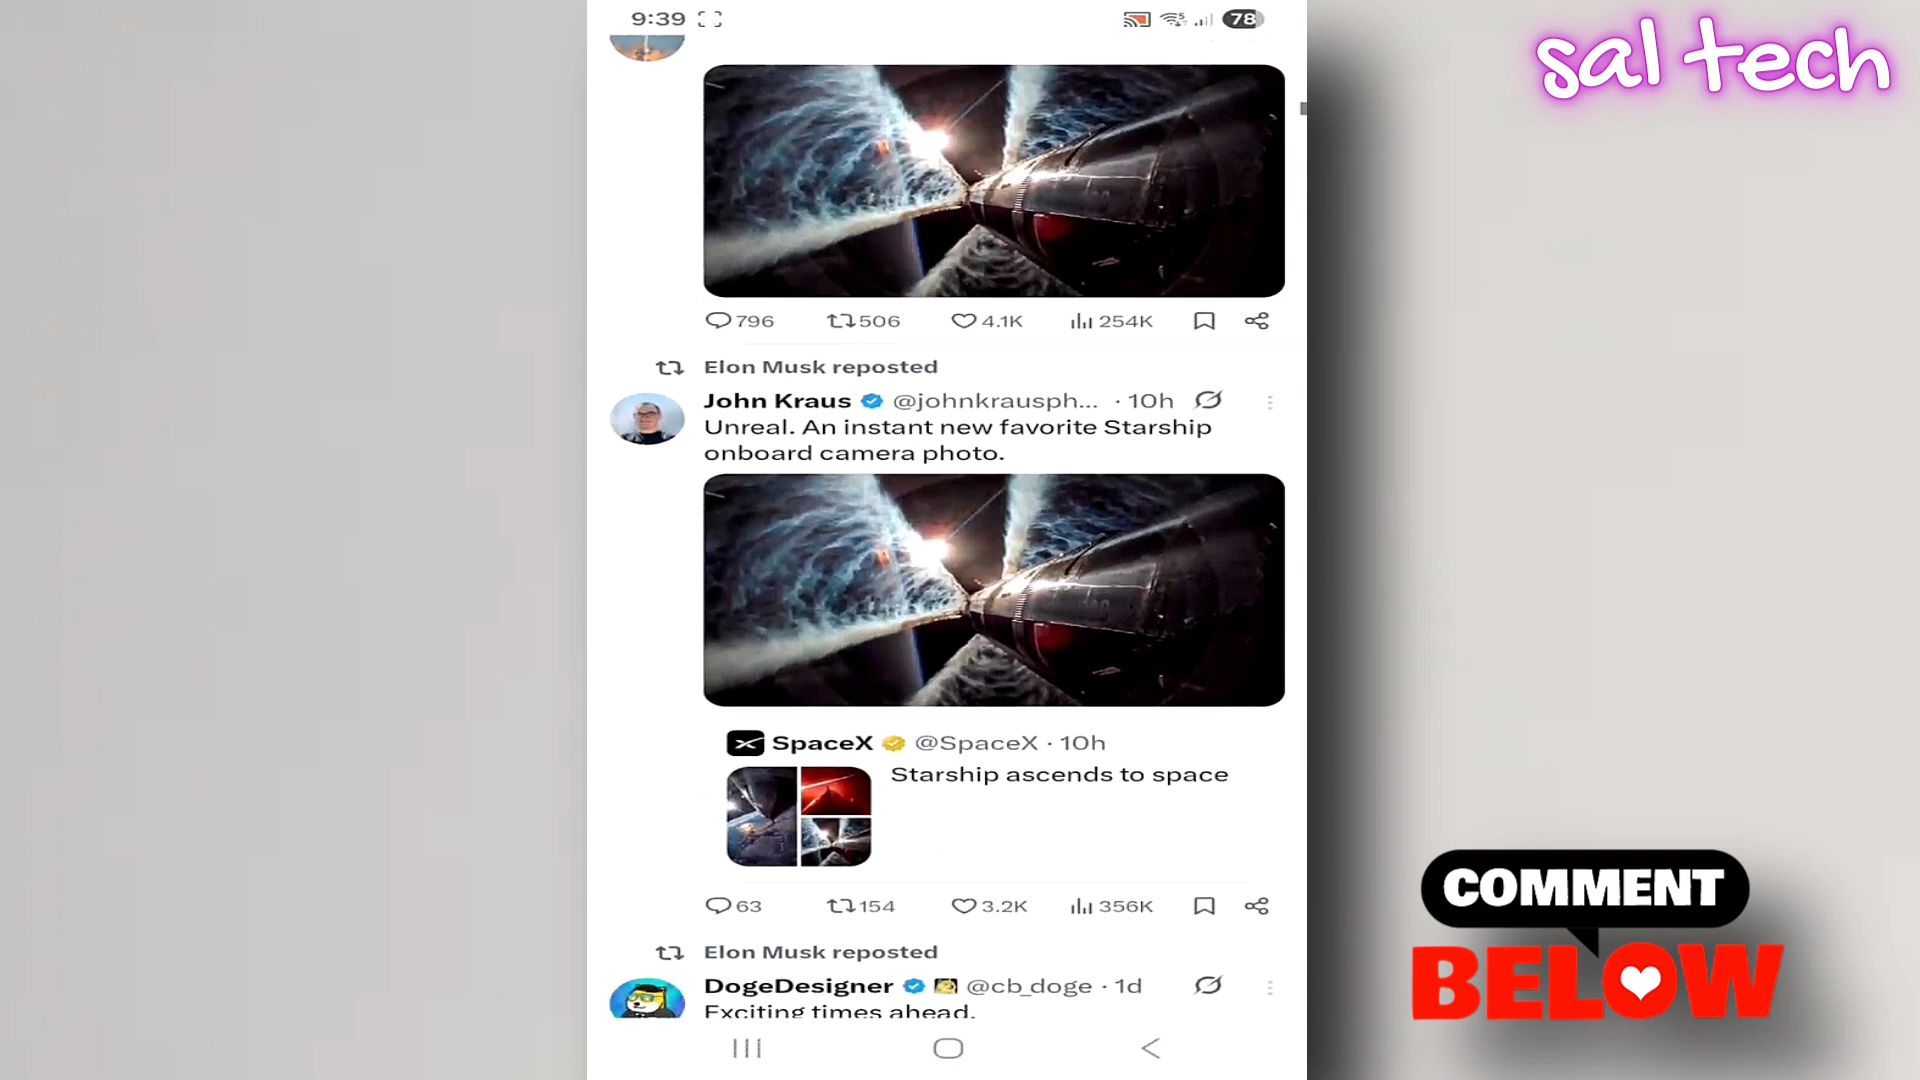 9:39
78
sal tech
796 506 4.1K 254K
Elon Musk reposted
John Kraus @johnkrausph... · 10h
Unreal. An instant new favorite Starship
onboard camera photo.
SpaceX @SpaceX · 10h
Starship ascends to space
63 154 3.2K 356K
Elon Musk reposted
DogeDesigner @cb_doge · 1d
Exciting times ahead.
COMMENT
BELOW